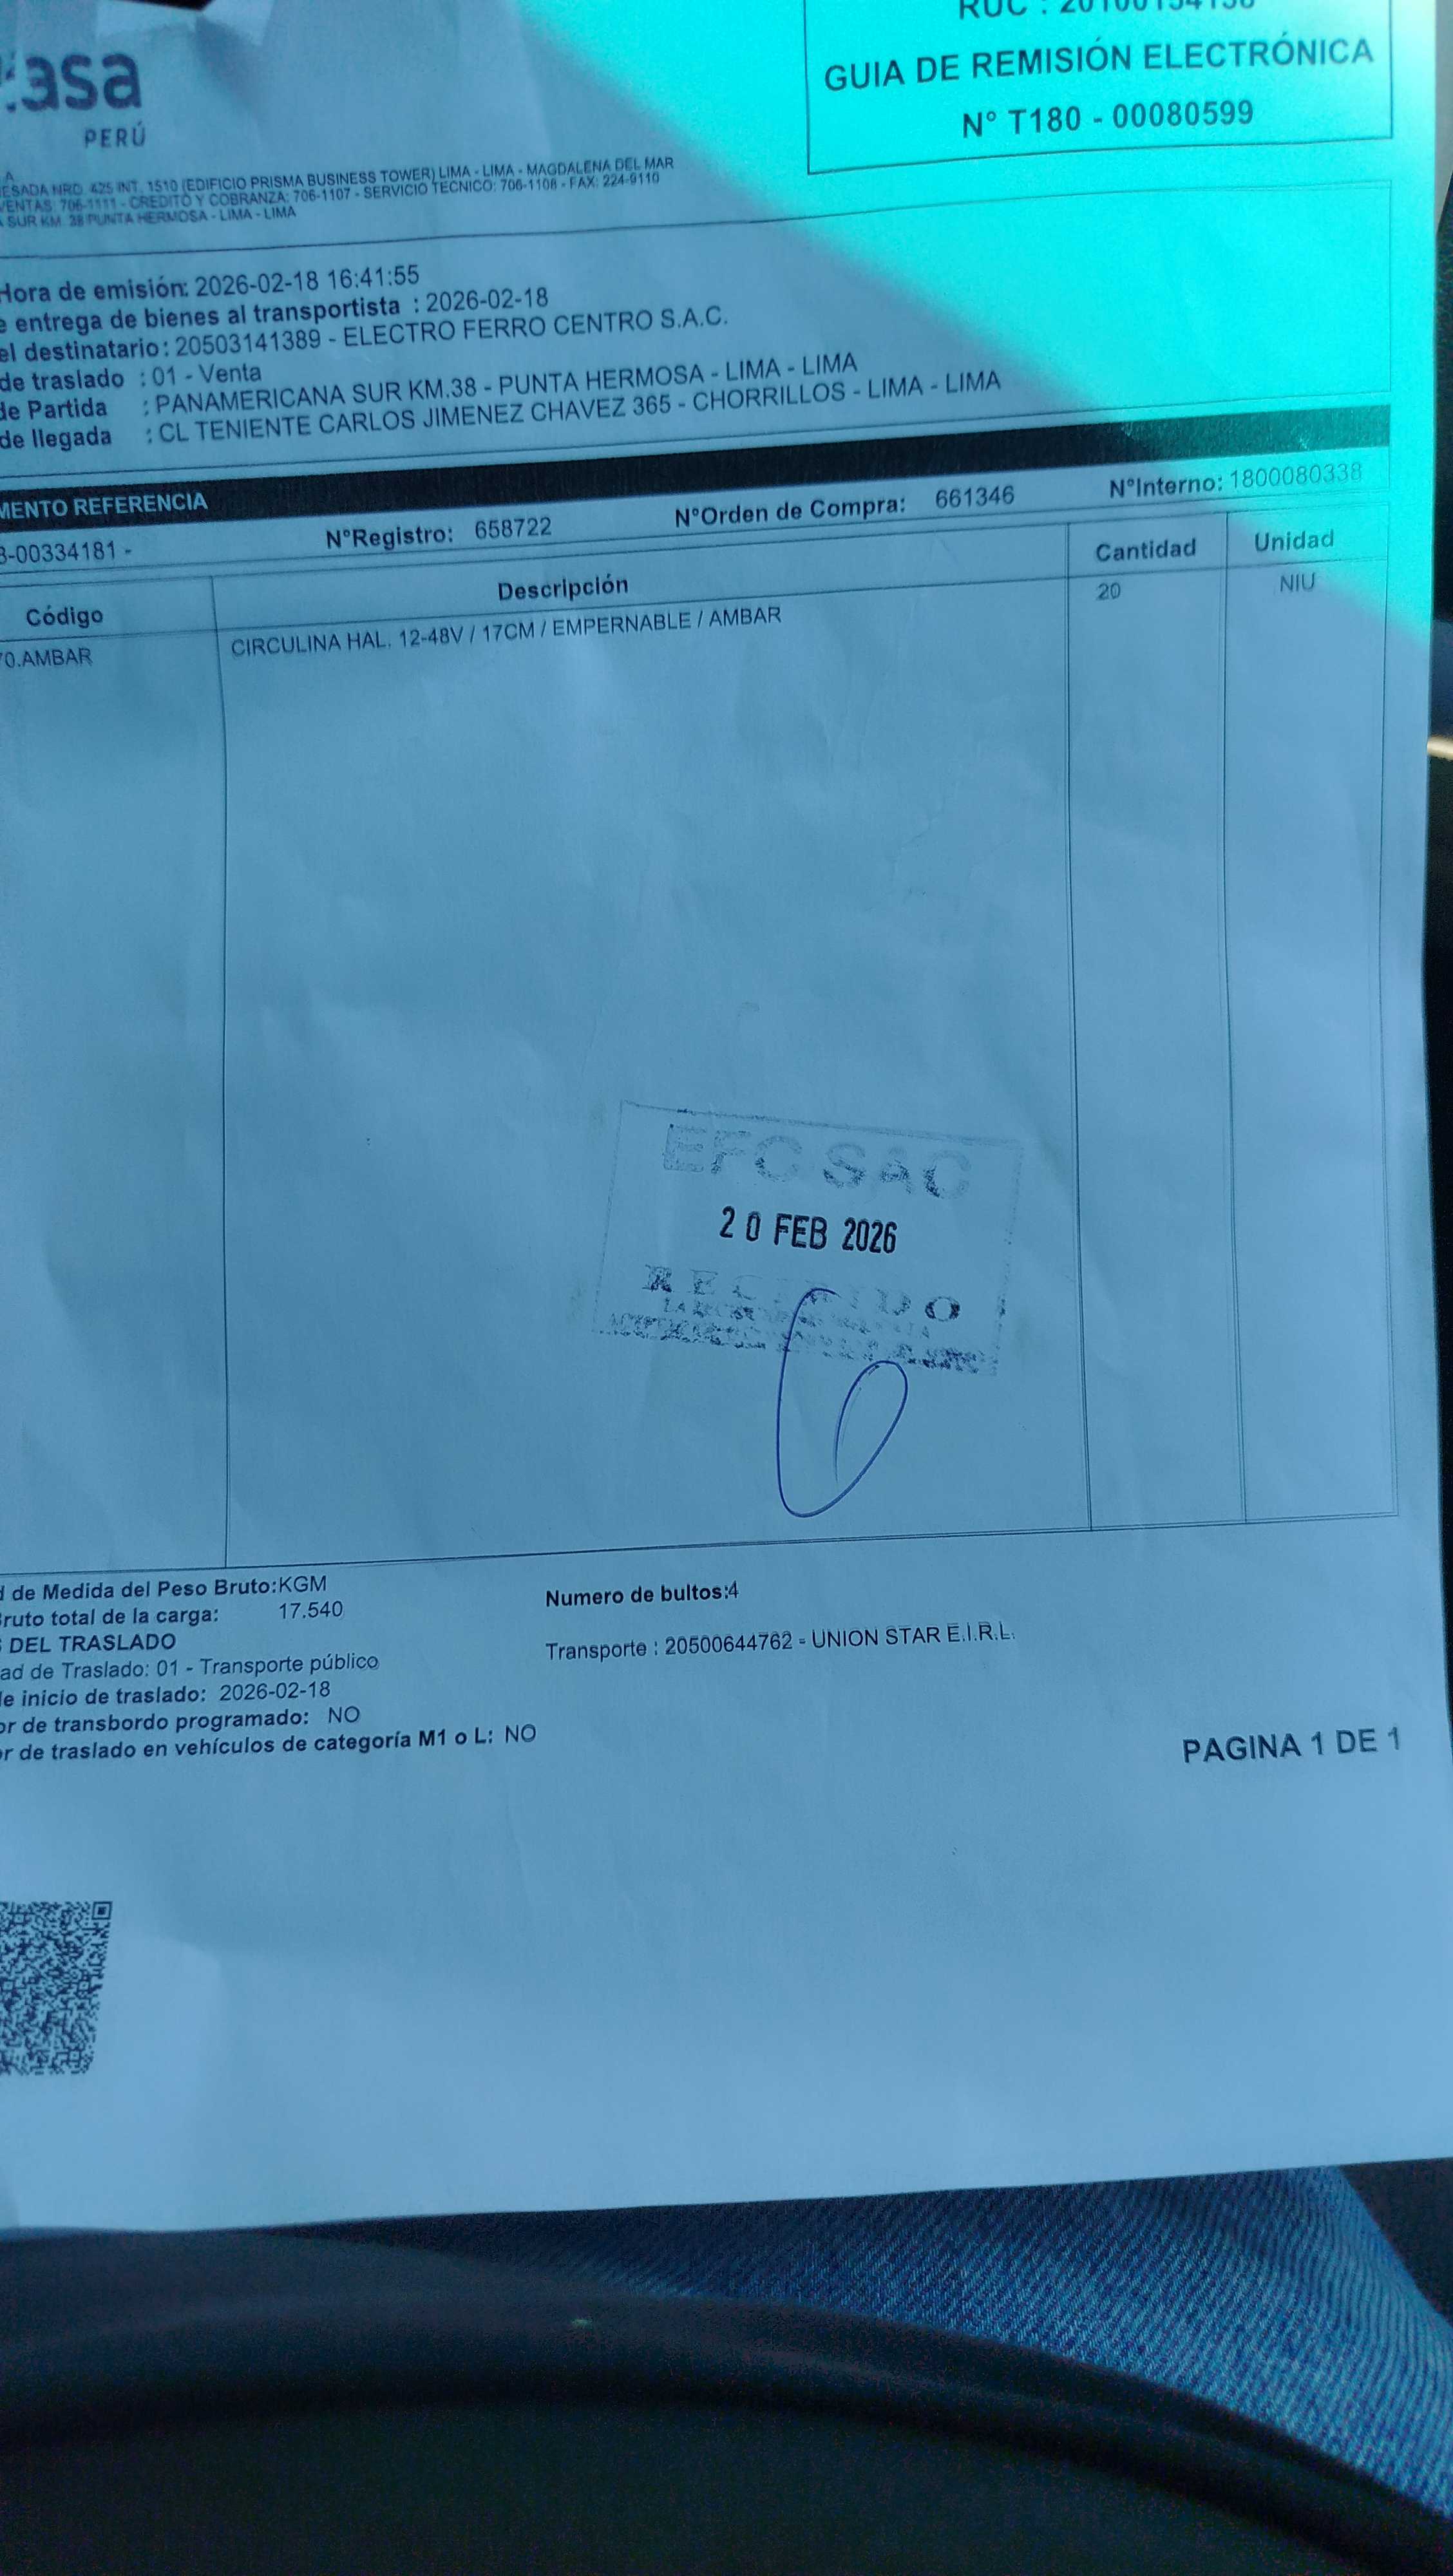 asa
PERÚ
GUIA DE REMISIÓN ELECTRÓNICA
N° T180 - 00080599
A.
ESADA NRO. 425 INT. 1510 (EDIFICIO PRISMA BUSINESS TOWER) LIMA - LIMA - MAGDALENA DEL MAR
VENTAS: 706-1111 - CREDITO Y COBRANZA: 706-1107 - SERVICIO TECNICO: 706-1108 - FAX: 224-9110
SUR KM. 38 PUNTA HERMOSA - LIMA - LIMA
Hora de emisión: 2026-02-18 16:41:55
e entrega de bienes al transportista : 2026-02-18
el destinatario : 20503141389 - ELECTRO FERRO CENTRO S.A.C.
de traslado : 01 - Venta
de Partida : PANAMERICANA SUR KM.38 - PUNTA HERMOSA - LIMA - LIMA
de llegada : CL TENIENTE CARLOS JIMENEZ CHAVEZ 365 - CHORRILLOS - LIMA - LIMA
MENTO REFERENCIA
-00334181 - N°Registro: 658722 N°Orden de Compra: 661346 N°Interno: 1800080338
Código Descripción Cantidad Unidad
0.AMBAR CIRCULINA HAL. 12-48V / 17CM / EMPERNABLE / AMBAR 20 NIU
EFC SAC
20 FEB 2026
RECIBIDO
d de Medida del Peso Bruto:KGM Numero de bultos:4
ruto total de la carga: 17.540
DEL TRASLADO Transporte : 20500644762 - UNION STAR E.I.R.L.
ad de Traslado: 01 - Transporte público
e inicio de traslado: 2026-02-18
or de transbordo programado: NO
or de traslado en vehículos de categoría M1 o L: NO
PAGINA 1 DE 1